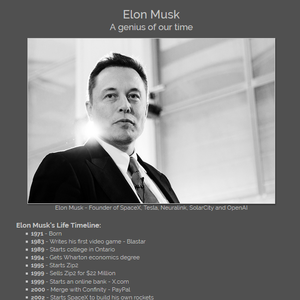 Elon Musk
A genius of our time
Elon Musk - Founder of SpaceX, Tesla, Neuralink, SolarCity and OpenAI
Elon Musk's Life Timeline:
1971 - Born
1983 - Writes his first video game - Blastar
1989 - Starts college in Ontario
1994 - Gets Wharton economics degree
1995 - Starts Zip2
1999 - Sells Zip2 for $22 Million
1999 - Starts an online bank - X.com
2000 - Merge with Confinity - PayPal
2002 - Starts SpaceX to build his own rockets